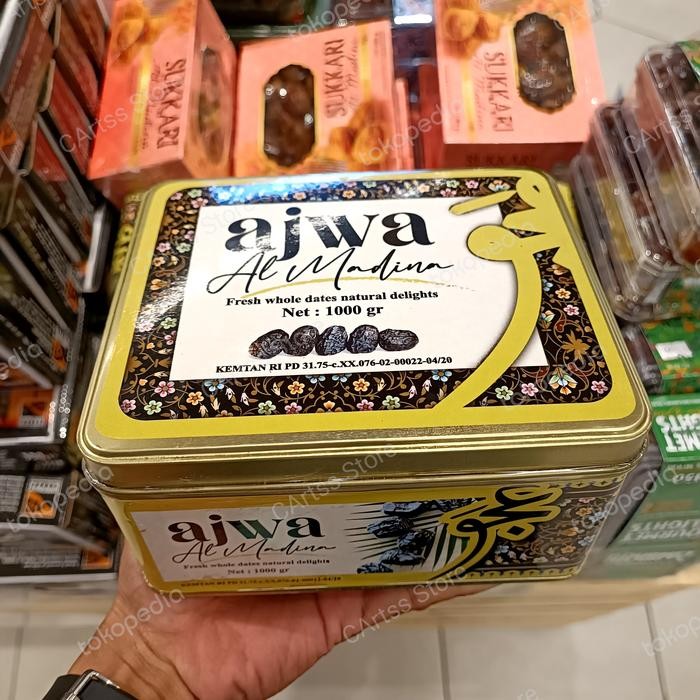 SUKKARI
SUKKARI
SUKKARI
SUKKARI
ajwa
Al Madina
Fresh whole dates natural delights
Net : 1000 gr
KEMTAN RI PD 31.75-c.XX.076-02-00022-04/20
ajwa
Al Madina
Fresh whole dates natural delights
Net : 1000 gr
CArtss Store
tokopedia